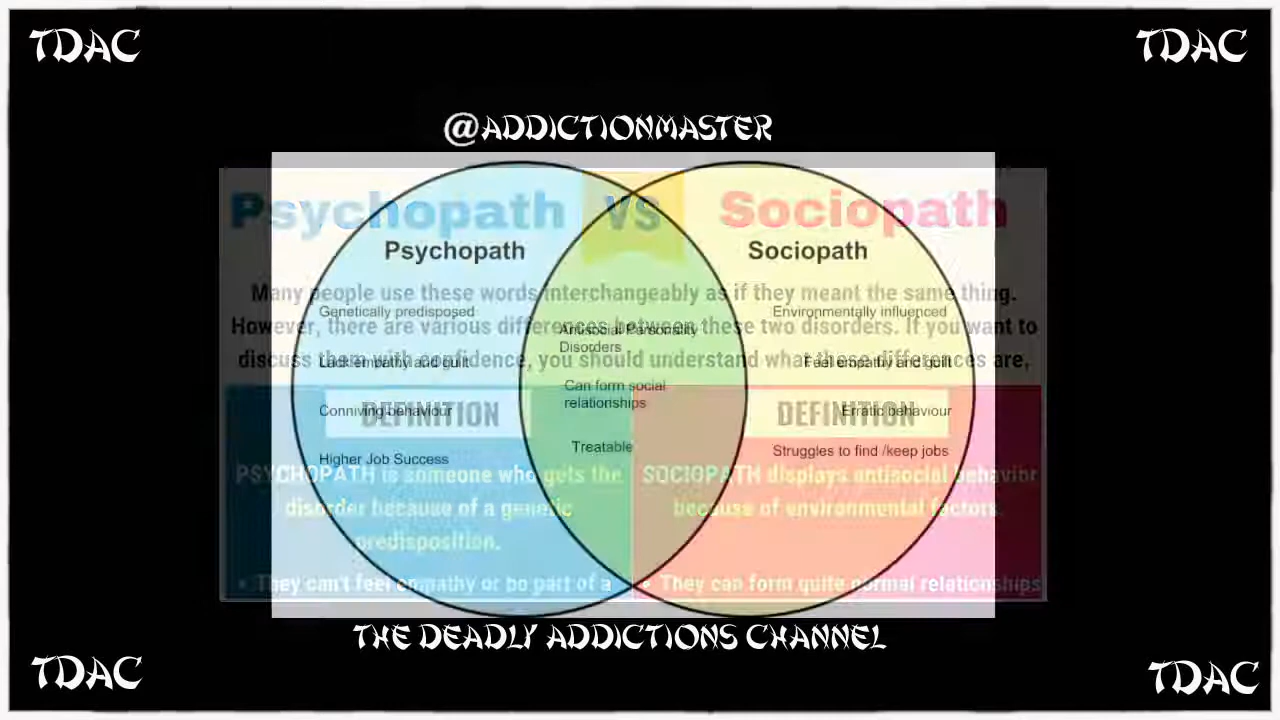 TDAC
TDAC
@ADDICTIONMASTER
Psychopath VS Sociopath
Psychopath
Sociopath
Many people use these words interchangeably as if they meant the same thing.
Genetically predisposed
Environmentally influenced
However, there are various differences between these two disorders. If you want to
Antisocial Personality
Disorders
discuss them with confidence, you should understand what these differences are,
Lack empathy and guilt
Feel empathy and guilt
Can form social
relationships
DEFINITION
DEFINITION
Conniving behaviour
Erratic behaviour
Treatable
Higher Job Success
Struggles to find /keep jobs
PSYCHOPATH is someone who gets the
disorder because of a genetic
predisposition.
SOCIOPATH displays antisocial behavior
because of environmental factors.
• They can't feel empathy or be part of a
• They can form quite normal relationships
THE DEADLY ADDICTIONS CHANNEL
TDAC
TDAC